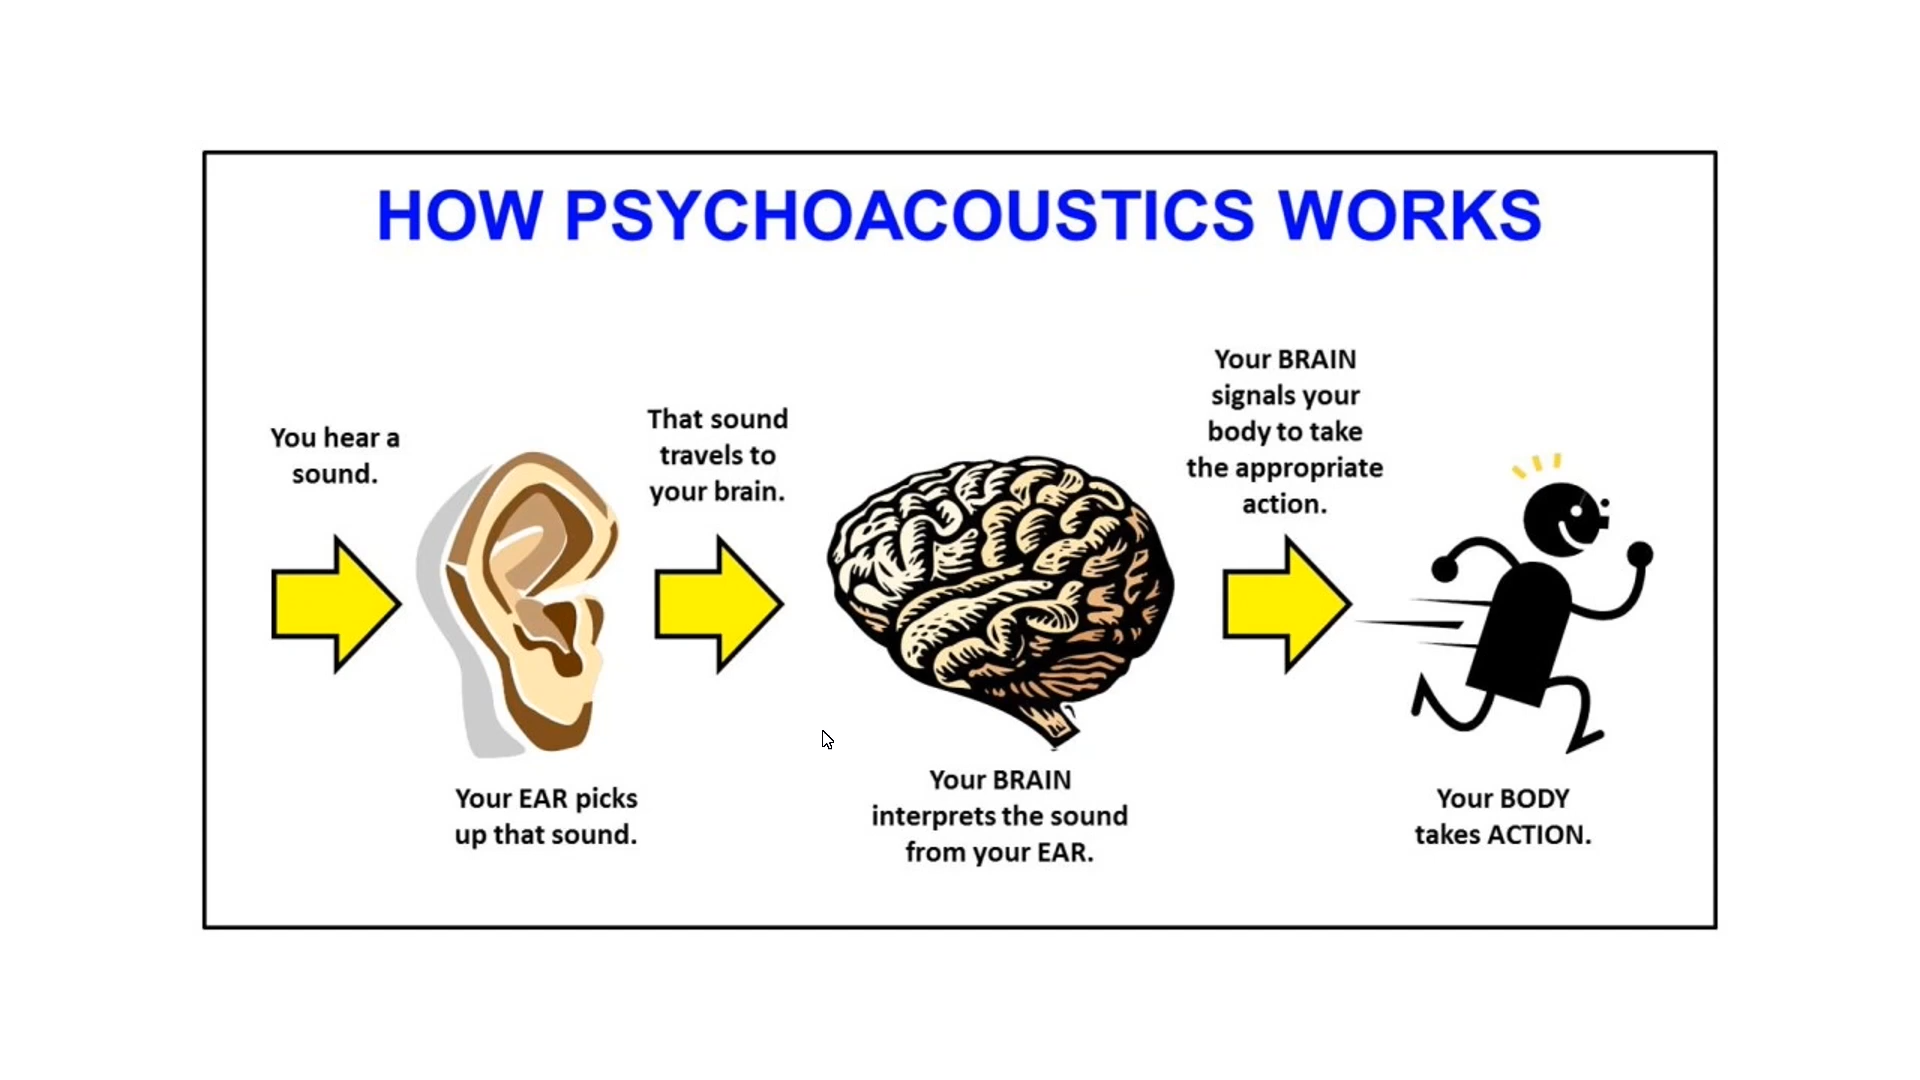 HOW PSYCHOACOUSTICS WORKS
You hear a
sound.
Your EAR picks
up that sound.
That sound
travels to
your brain.
Your BRAIN
interprets the sound
from your EAR.
Your BRAIN
signals your
body to take
the appropriate
action.
Your BODY
takes ACTION.